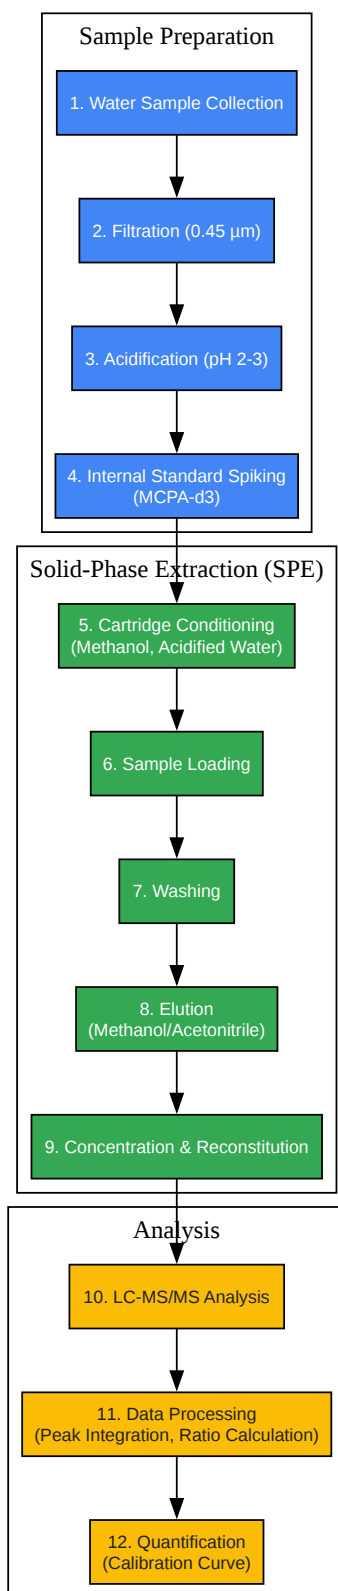 Sample Preparation
1. Water Sample Collection
2. Filtration (0.45 µm)
3. Acidification (pH 2-3)
4. Internal Standard Spiking
(MCPA-d3)
Solid-Phase Extraction (SPE)
5. Cartridge Conditioning
(Methanol, Acidified Water)
6. Sample Loading
7. Washing
8. Elution
(Methanol/Acetonitrile)
9. Concentration & Reconstitution
Analysis
10. LC-MS/MS Analysis
11. Data Processing
(Peak Integration, Ratio Calculation)
12. Quantification
(Calibration Curve)